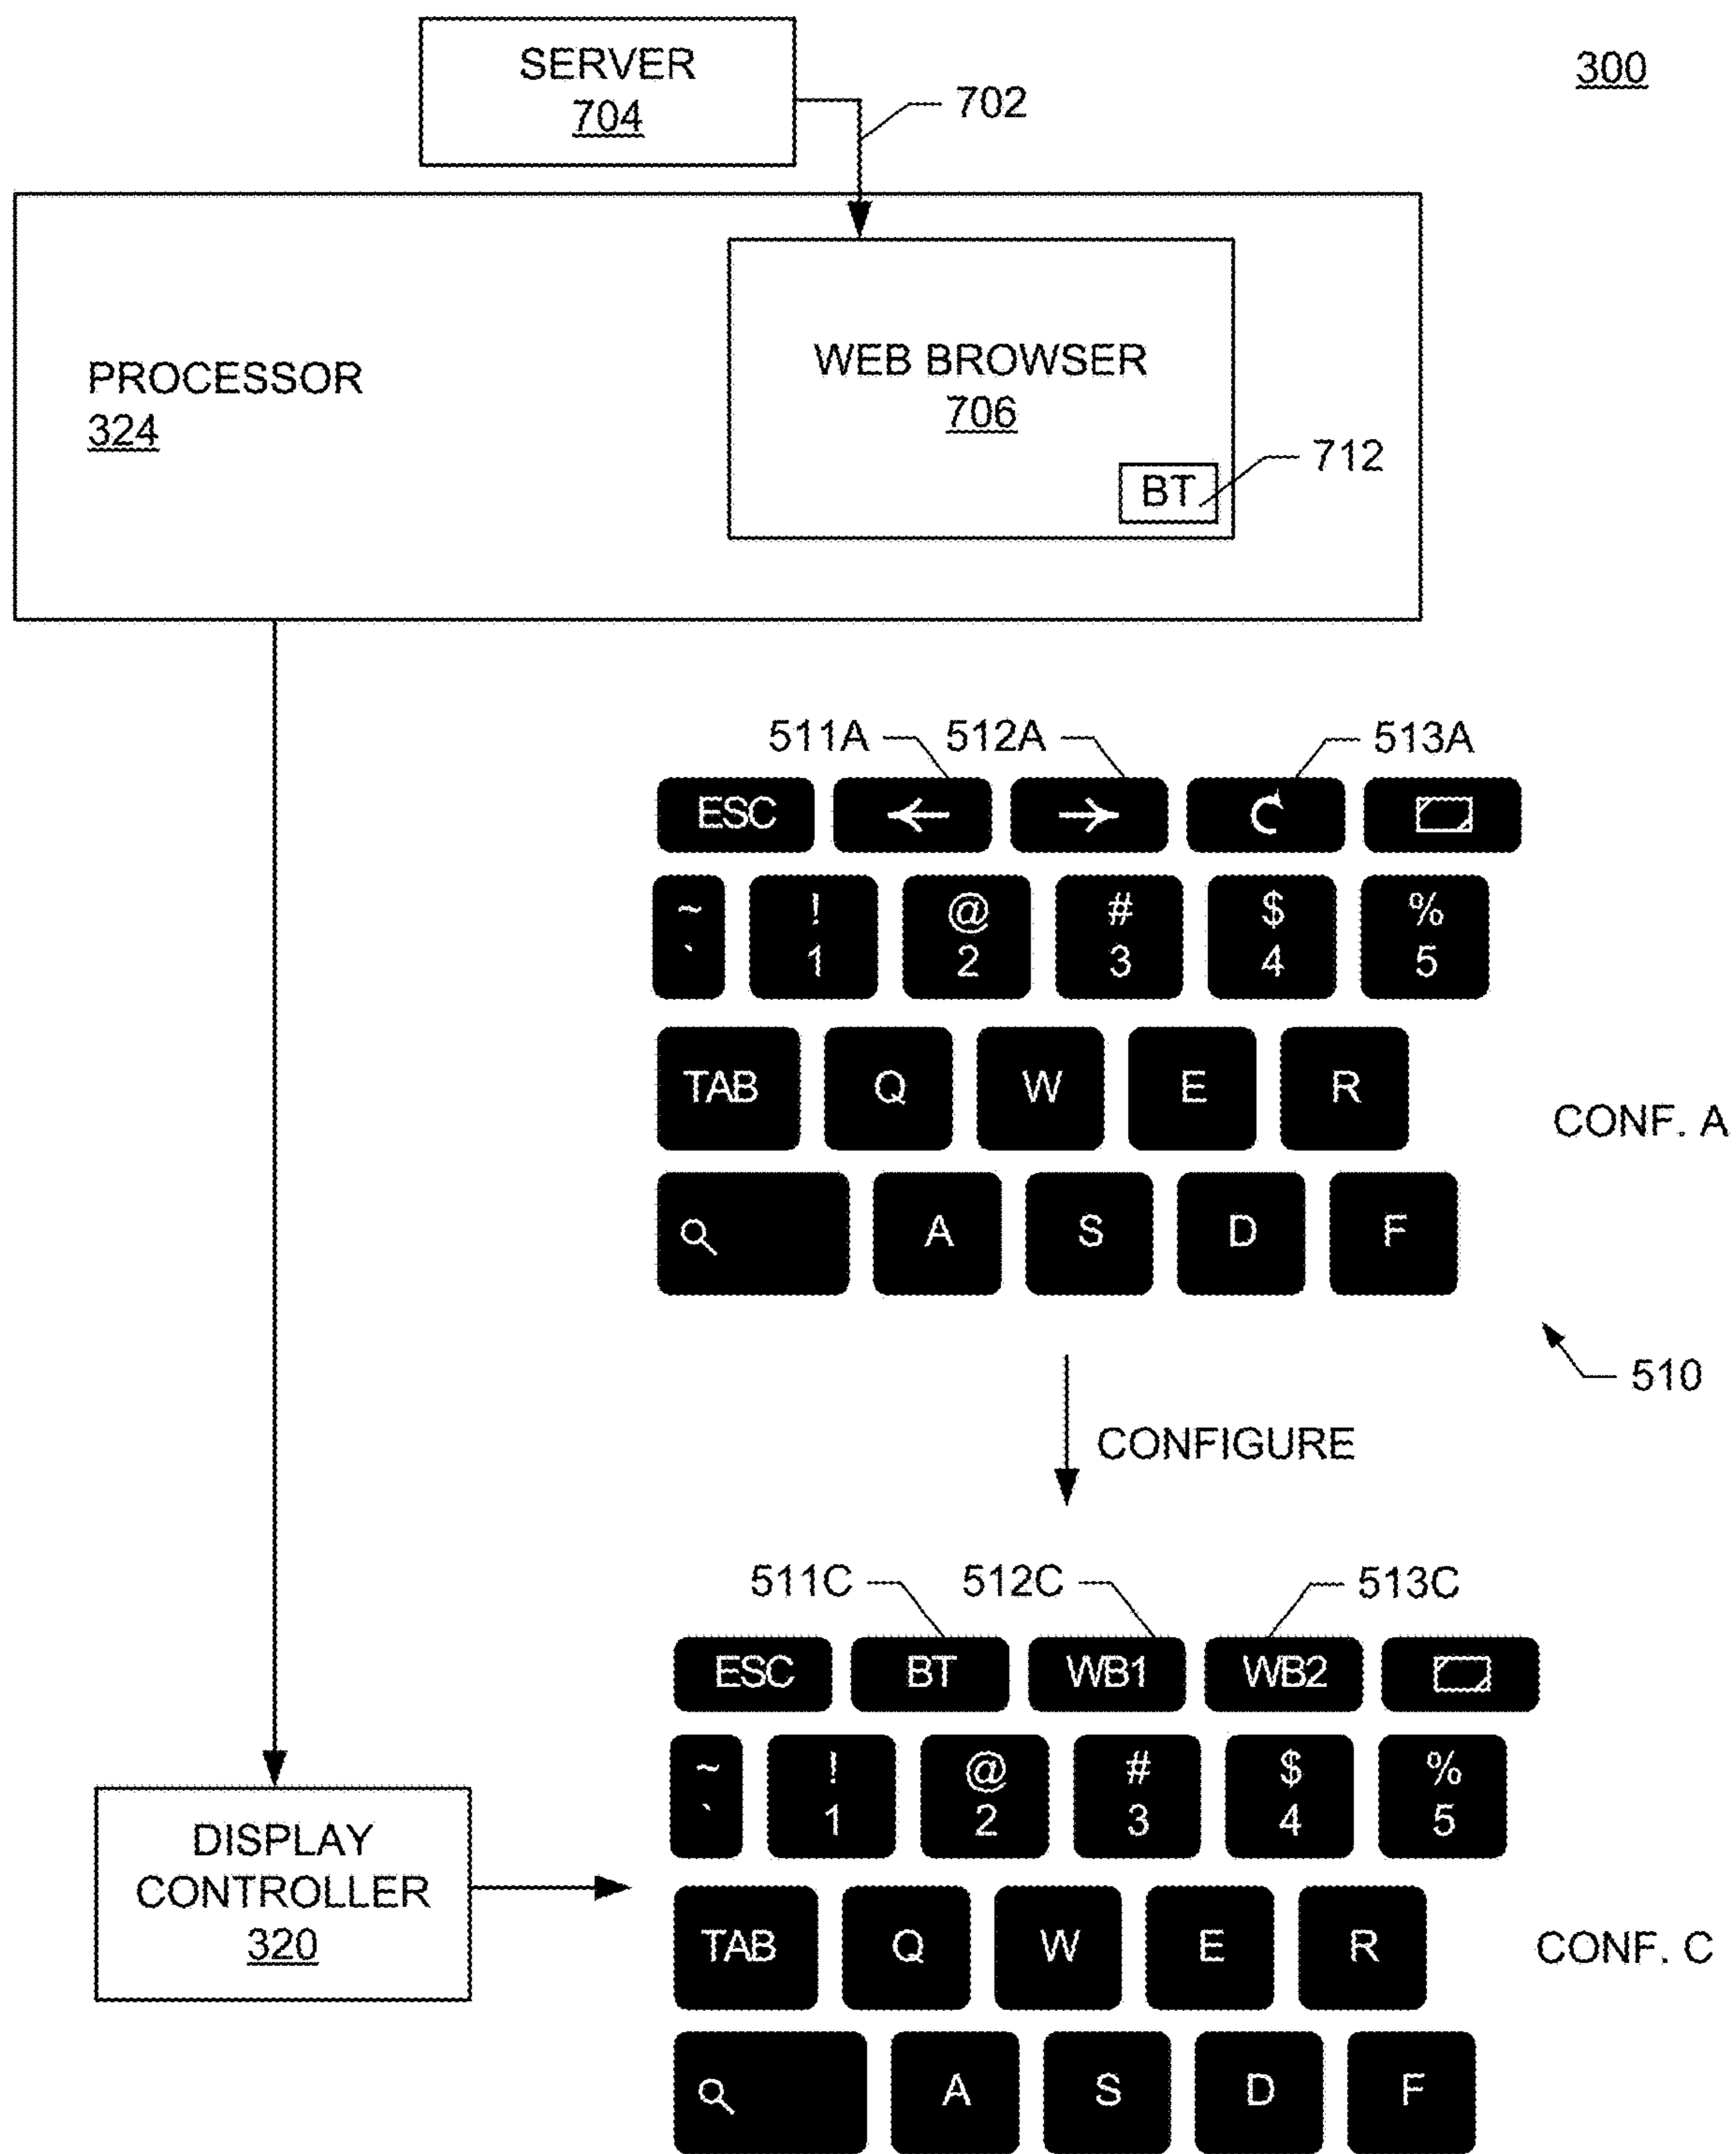 SERVER
704
702
300
PROCESSOR
324
WEB BROWSER
706
BT
712
511A 512A 513A
ESC
~ ! @ # $ %
` 1 2 3 4 5
TAB Q W E R
CONF. A
A S D F
510
CONFIGURE
511C 512C 513C
ESC BT WB1 WB2
~ ! @ # $ %
` 1 2 3 4 5
DISPLAY
CONTROLLER
320
TAB Q W E R
CONF. C
A S D F